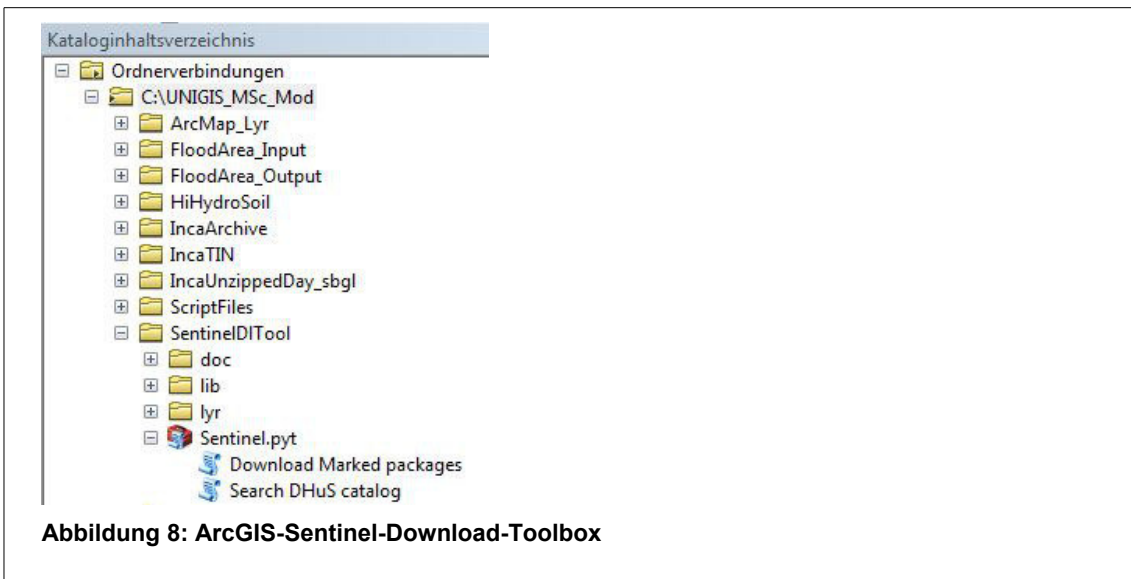 Kataloginhaltsverzeichnis
Ordnerverbindungen
C:\UNIGIS_MSc_Mod
ArcMap_Lyr
FloodArea_Input
FloodArea_Output
HiHydroSoil
IncaArchive
IncaTIN
IncaUnzippedDay_sbgl
ScriptFiles
SentinelDlTool
doc
lib
lyr
Sentinel.pyt
Download Marked packages
Search DHuS catalog
Abbildung 8: ArcGIS-Sentinel-Download-Toolbox